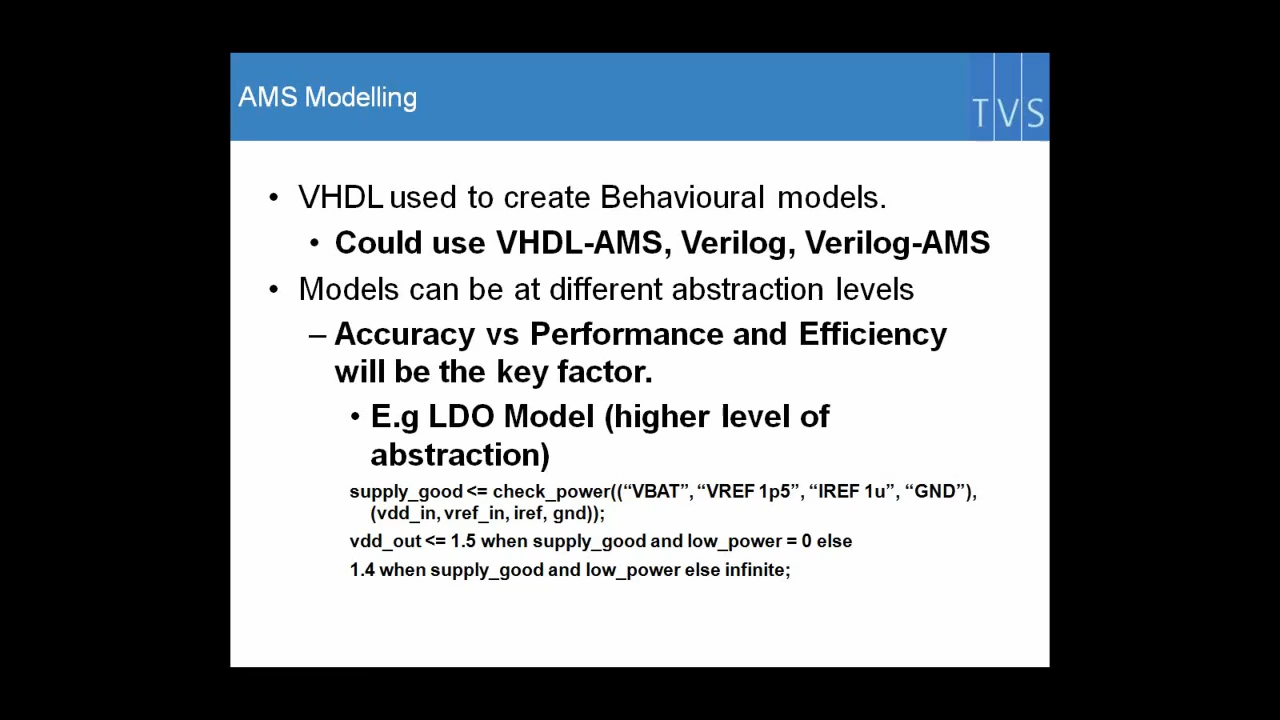 AMS Modelling
TVS
• VHDL used to create Behavioural models.
• Could use VHDL-AMS, Verilog, Verilog-AMS
• Models can be at different abstraction levels
– Accuracy vs Performance and Efficiency
will be the key factor.
• E.g LDO Model (higher level of
abstraction)
supply_good <= check_power((“VBAT”, “VREF 1p5”, “IREF 1u”, “GND”),
(vdd_in, vref_in, iref, gnd));
vdd_out <= 1.5 when supply_good and low_power = 0 else
1.4 when supply_good and low_power else infinite;